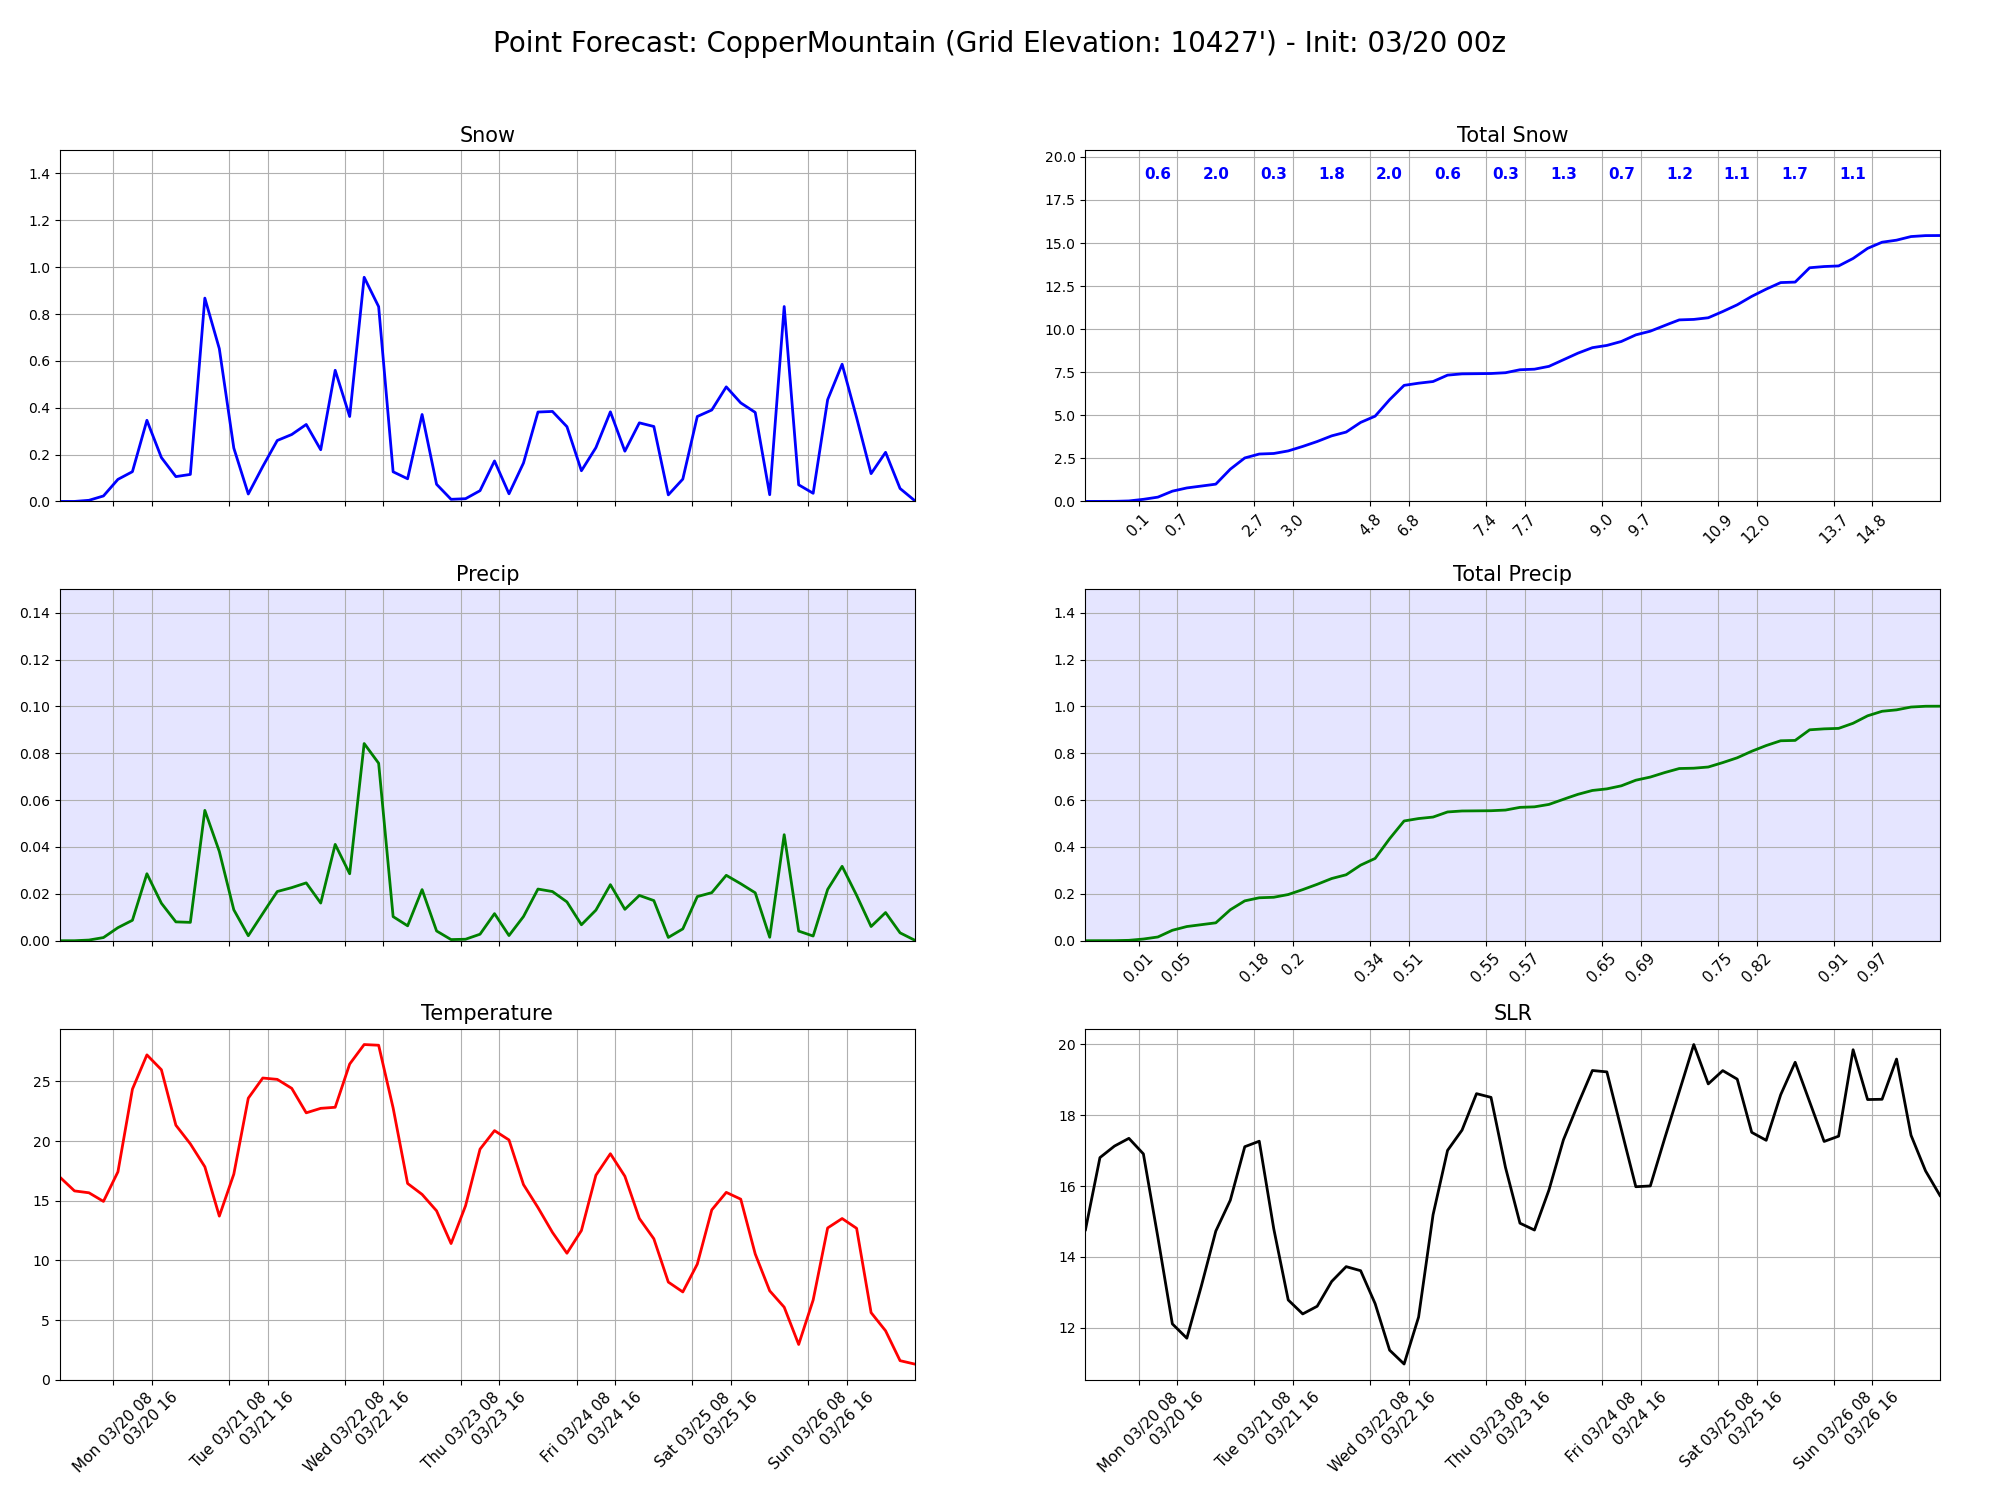 Point Forecast: CopperMountain (Grid Elevation: 10427') - Init: 03/20 00z
Snow
1.4
1.2
1.0
0.8
0.6
0.4
0.2
0.0
Total Snow
20.0
17.5
15.0
12.5
10.0
7.5
5.0
2.5
0.0
0.6 2.0 0.3 1.8 2.0 0.6 0.3 1.3 0.7 1.2 1.1 1.7 1.1
0.1 0.7 2.7 3.0 4.8 6.8 7.4 7.7 9.0 9.7 10.9 12.0 13.7 14.8
Precip
0.14
0.12
0.10
0.08
0.06
0.04
0.02
0.00
Total Precip
1.4
1.2
1.0
0.8
0.6
0.4
0.2
0.0
0.01 0.05 0.18 0.2 0.34 0.51 0.55 0.57 0.65 0.69 0.75 0.82 0.91 0.97
Temperature
25
20
15
10
5
0
Mon 03/20 08
03/20 16
Tue 03/21 08
03/21 16
Wed 03/22 08
03/22 16
Thu 03/23 08
03/23 16
Fri 03/24 08
03/24 16
Sat 03/25 08
03/25 16
Sun 03/26 08
03/26 16
SLR
20
18
16
14
12
Mon 03/20 08
03/20 16
Tue 03/21 08
03/21 16
Wed 03/22 08
03/22 16
Thu 03/23 08
03/23 16
Fri 03/24 08
03/24 16
Sat 03/25 08
03/25 16
Sun 03/26 08
03/26 16